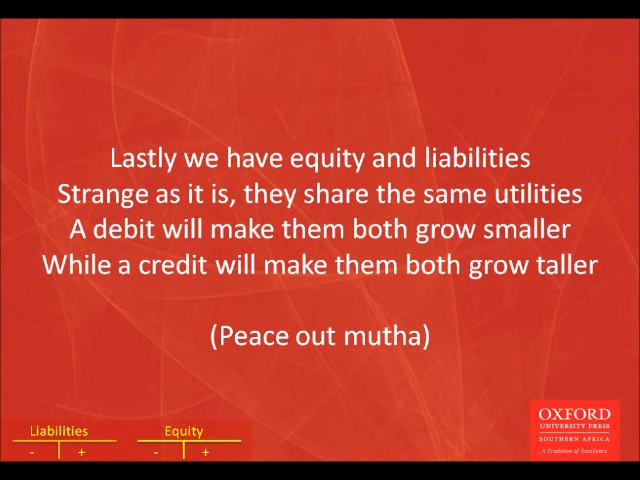 Lastly we have equity and liabilities
Strange as it is, they share the same utilities
A debit will make them both grow smaller
While a credit will make them both grow taller
(Peace out mutha)
Liabilities
- +
Equity
- +
OXFORD
UNIVERSITY PRESS
SOUTHERN AFRICA
A Tradition of Excellence